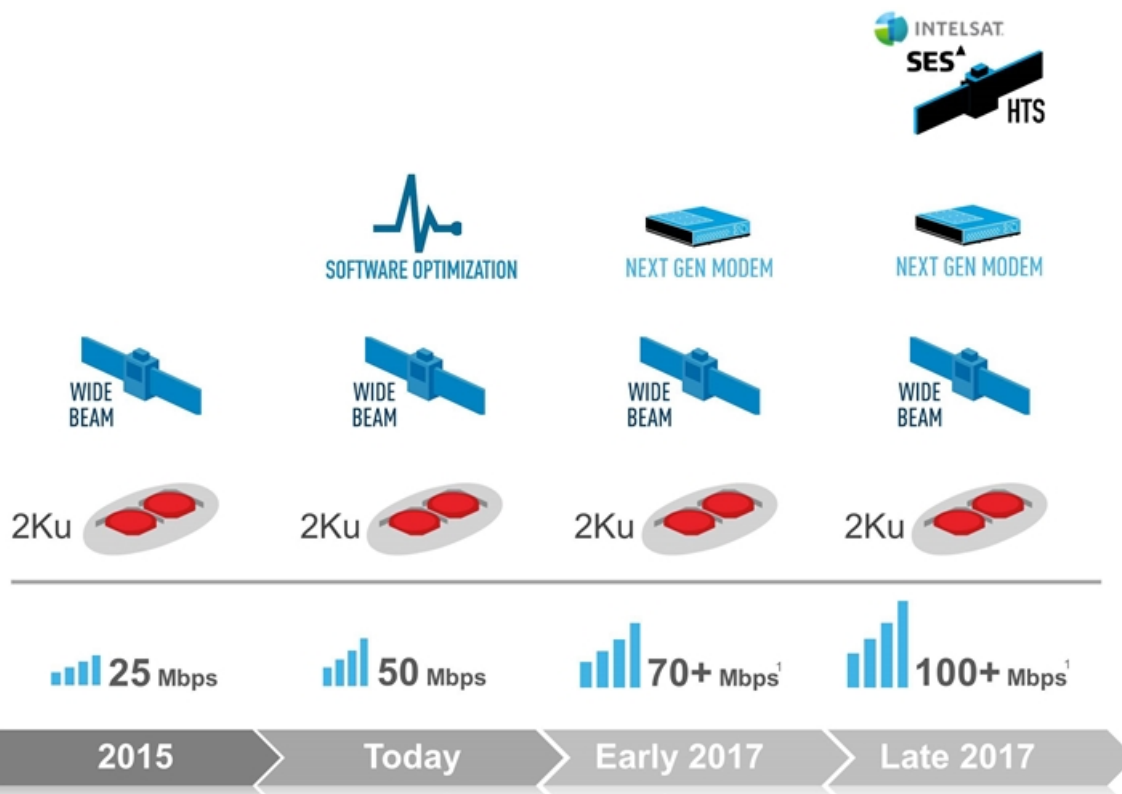 INTELSAT
SES
HTS
SOFTWARE OPTIMIZATION
NEXT GEN MODEM
NEXT GEN MODEM
WIDE
BEAM
WIDE
BEAM
WIDE
BEAM
WIDE
BEAM
2Ku
2Ku
2Ku
2Ku
25 Mbps
50 Mbps
70+ Mbps¹
100+ Mbps¹
2015
Today
Early 2017
Late 2017